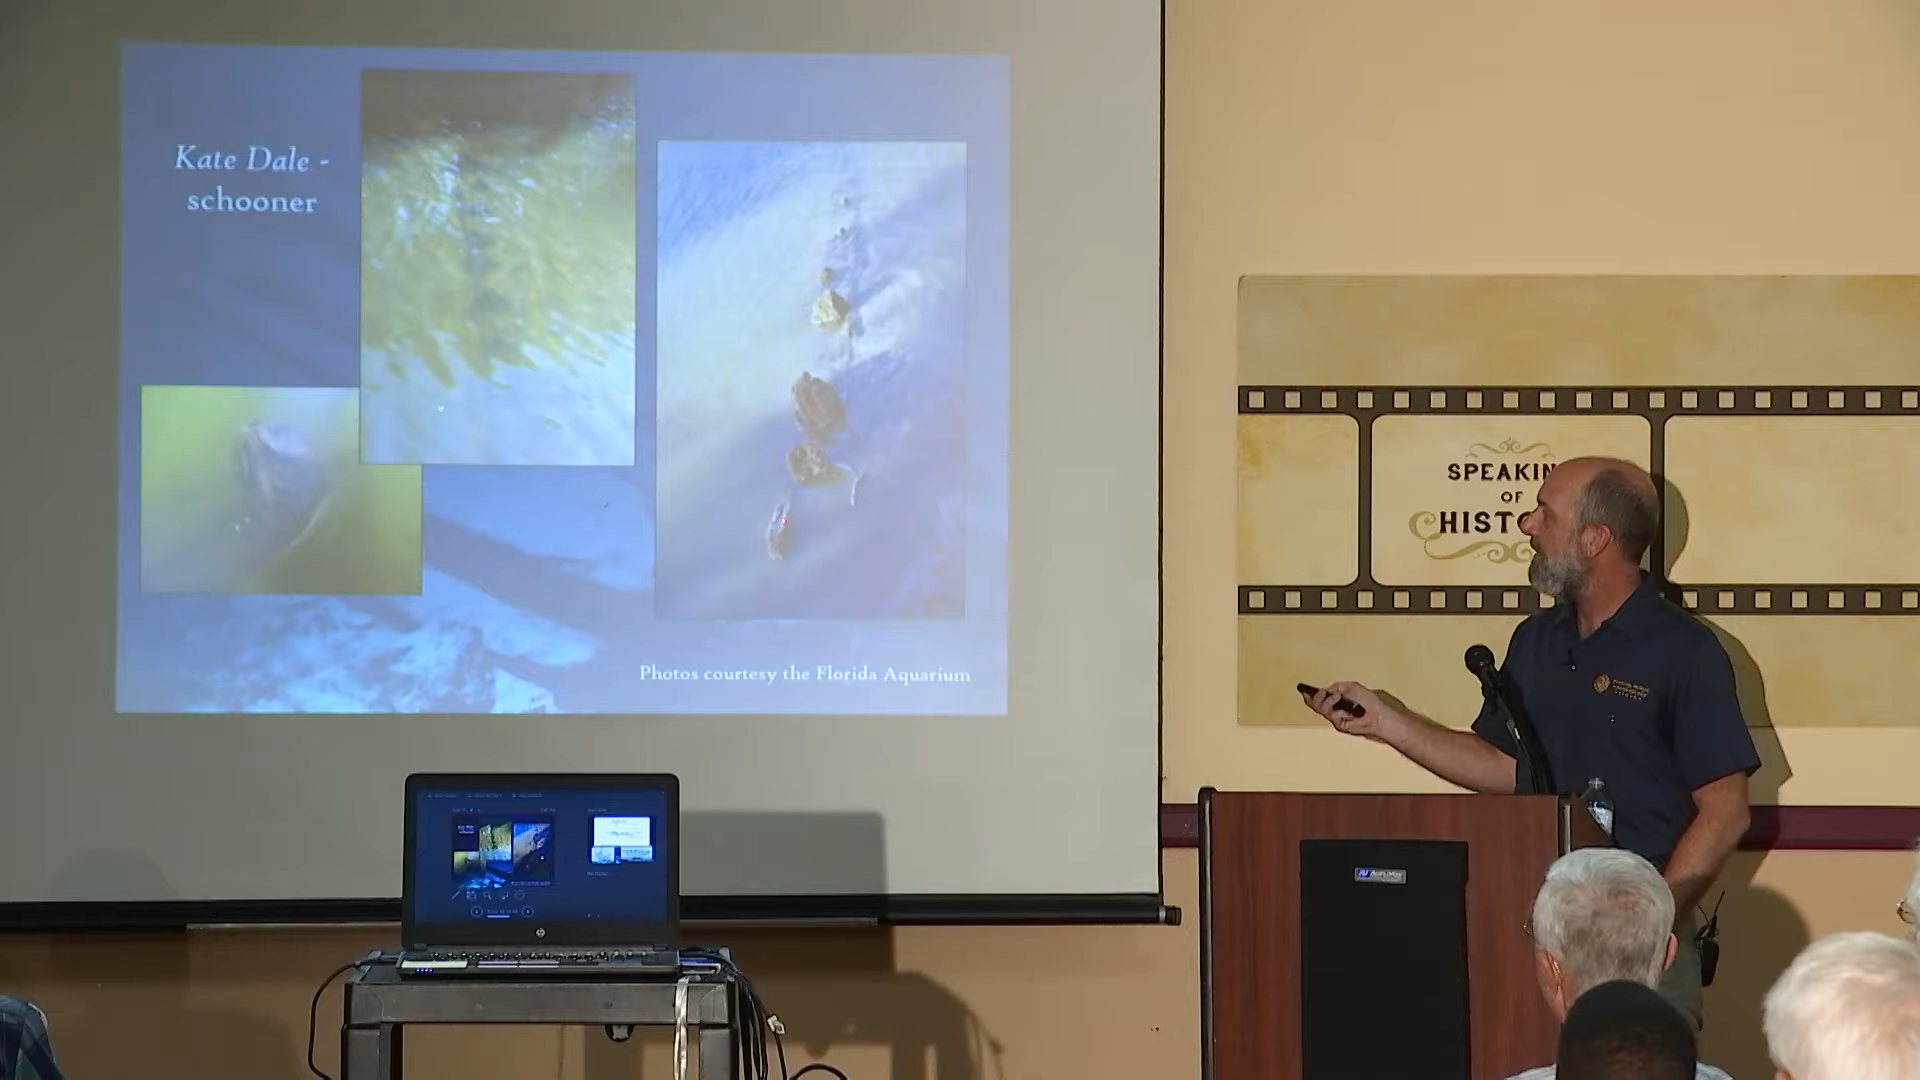 Kate Dale -
schooner
Photos courtesy the Florida Aquarium
SPEAKIN
OF
HISTO